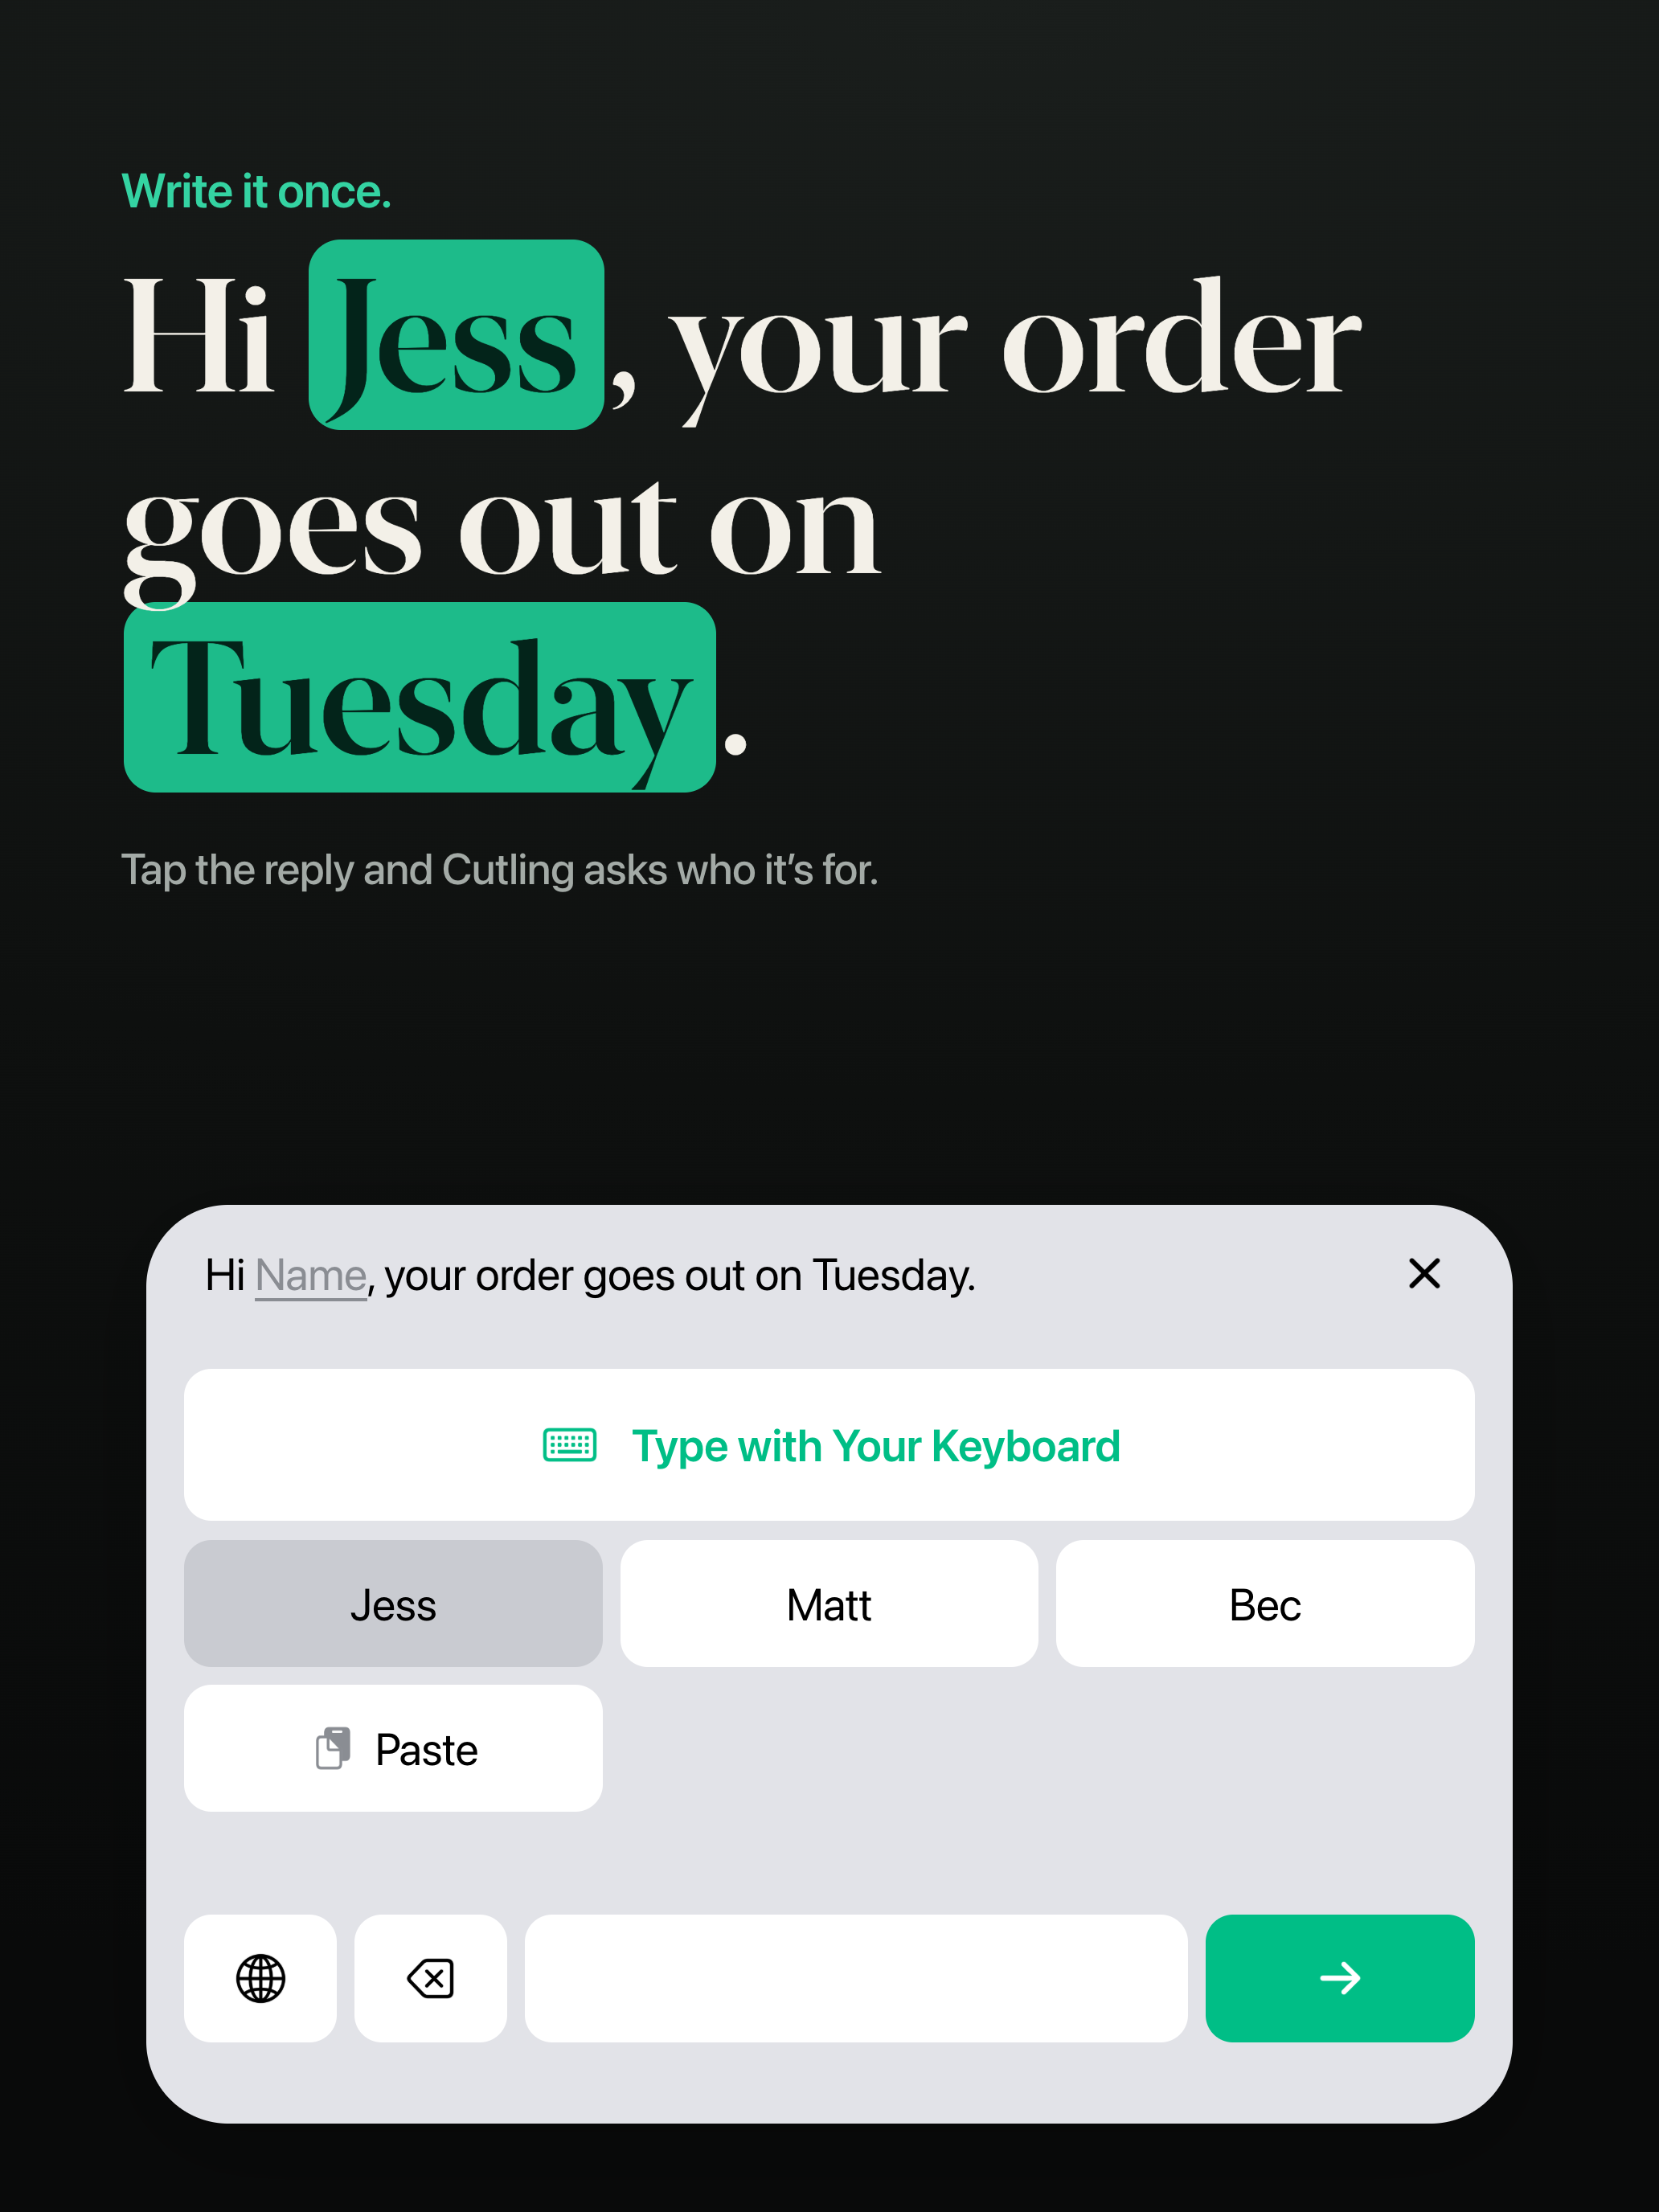 Write it once.
Hi Jess, your order
goes out on
Tuesday.
Tap the reply and Cutling asks who it’s for.
Hi Name, your order goes out on Tuesday.
Type with Your Keyboard
Jess
Matt
Bec
Paste